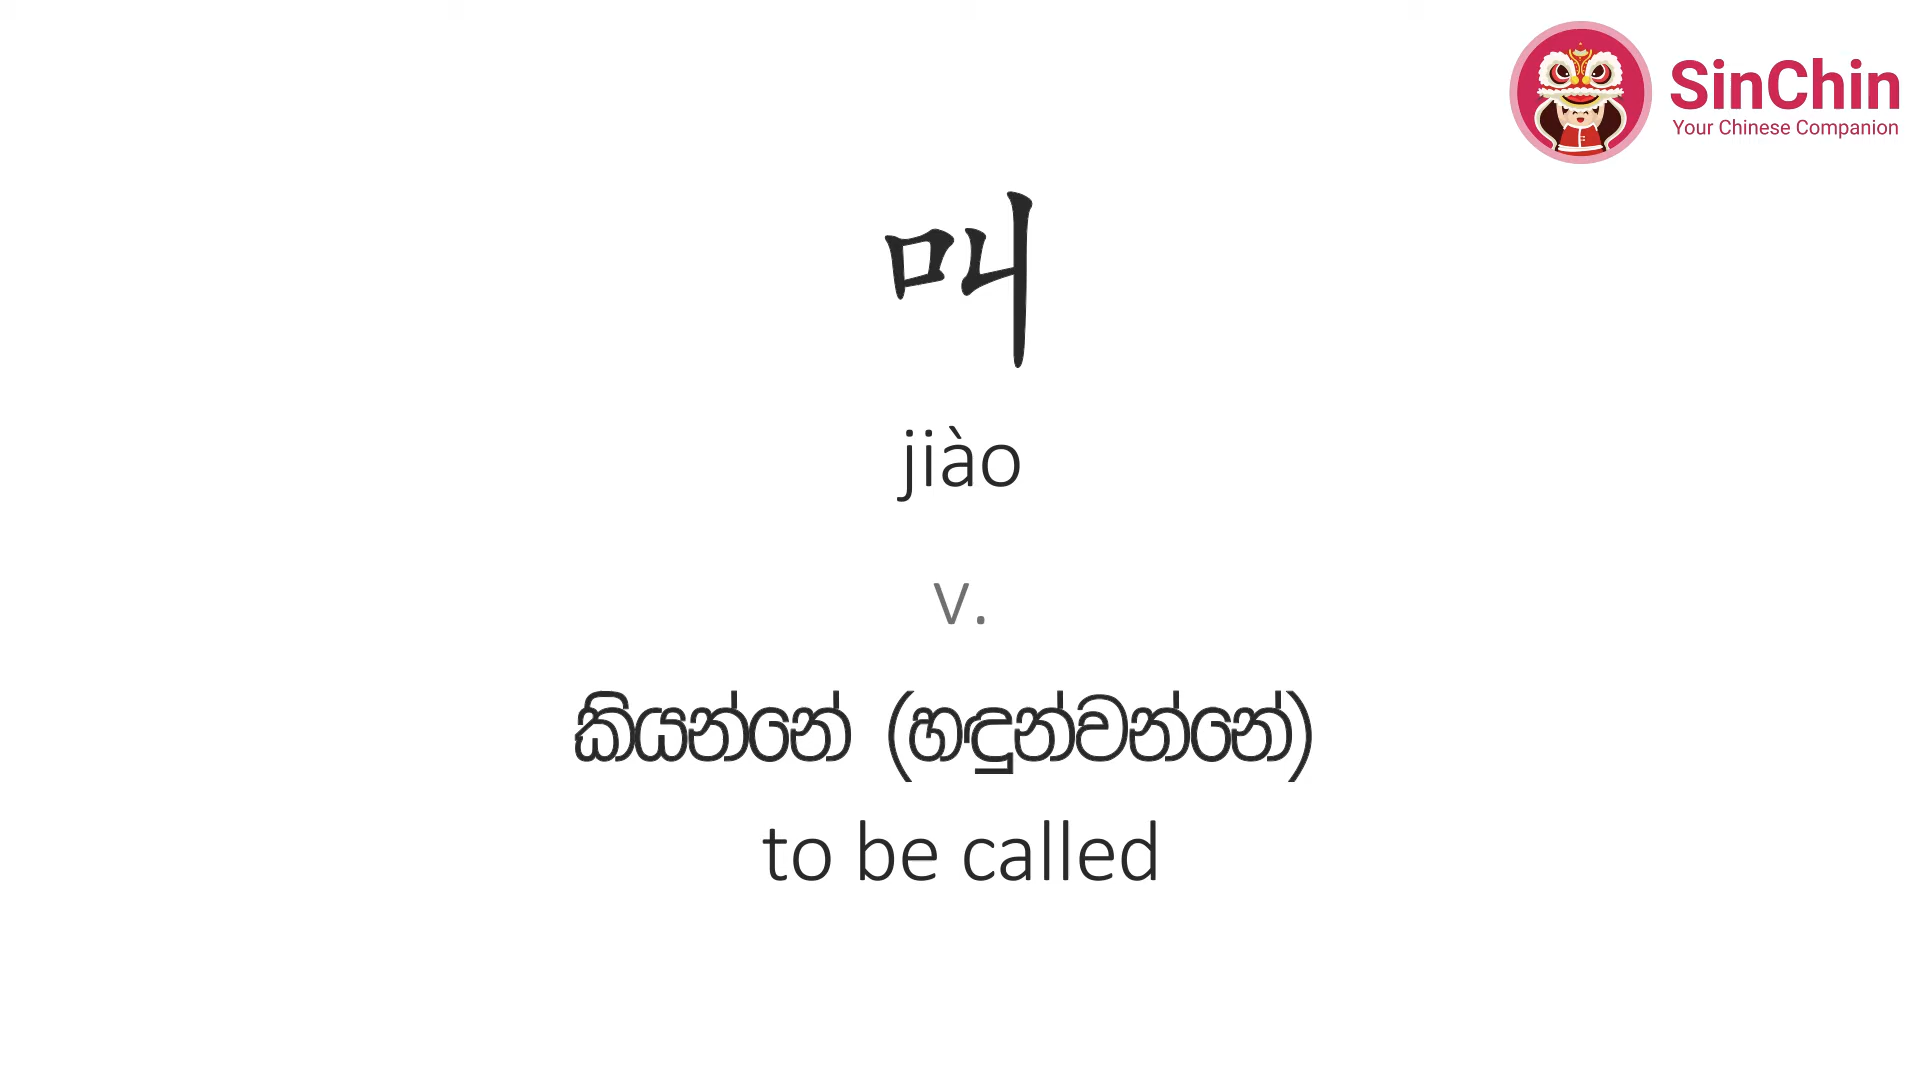 SinChin
Your Chinese Companion
叫
jiào
v.
කියන්නේ (හඳුන්වන්නේ)
to be called